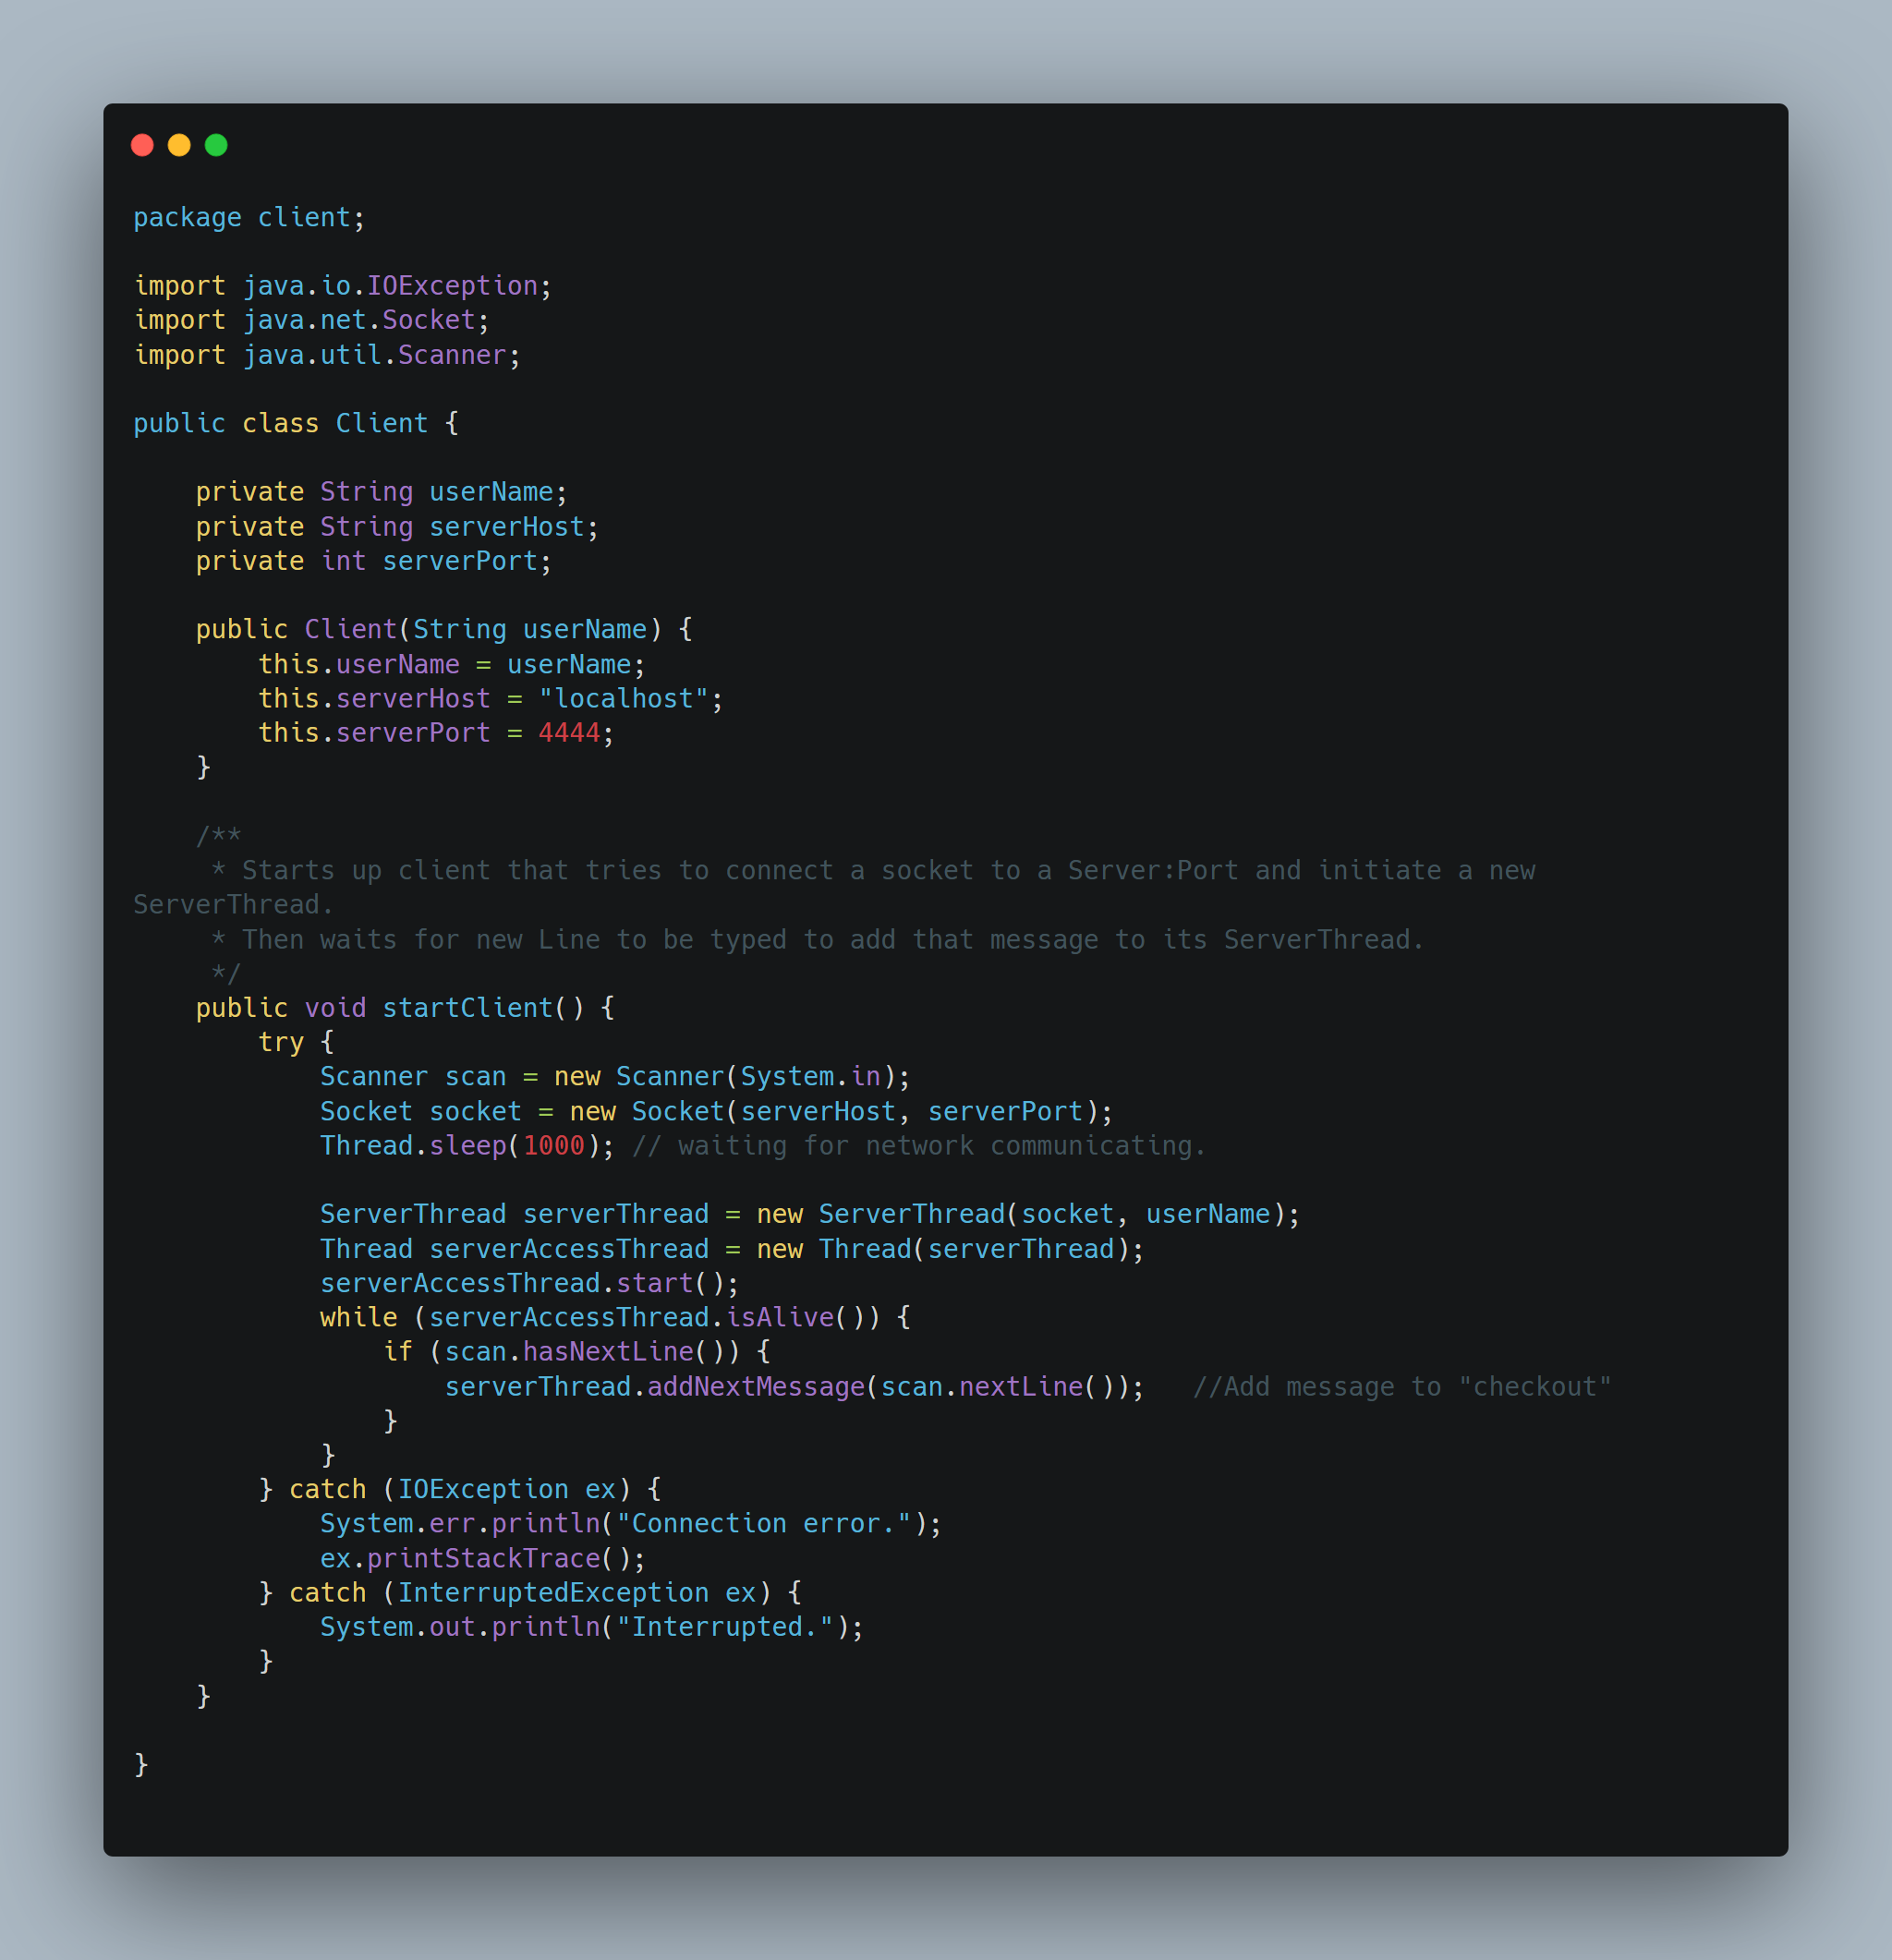 package client;

import java.io.IOException;
import java.net.Socket;
import java.util.Scanner;

public class Client {

    private String userName;
    private String serverHost;
    private int serverPort;

    public Client(String userName) {
        this.userName = userName;
        this.serverHost = "localhost";
        this.serverPort = 4444;
    }

    /**
     * Starts up client that tries to connect a socket to a Server:Port and initiate a new
ServerThread.
     * Then waits for new Line to be typed to add that message to its ServerThread.
     */
    public void startClient() {
        try {
            Scanner scan = new Scanner(System.in);
            Socket socket = new Socket(serverHost, serverPort);
            Thread.sleep(1000); // waiting for network communicating.

            ServerThread serverThread = new ServerThread(socket, userName);
            Thread serverAccessThread = new Thread(serverThread);
            serverAccessThread.start();
            while (serverAccessThread.isAlive()) {
                if (scan.hasNextLine()) {
                    serverThread.addNextMessage(scan.nextLine());   //Add message to "checkout"
                }
            }
        } catch (IOException ex) {
            System.err.println("Connection error.");
            ex.printStackTrace();
        } catch (InterruptedException ex) {
            System.out.println("Interrupted.");
        }
    }

}